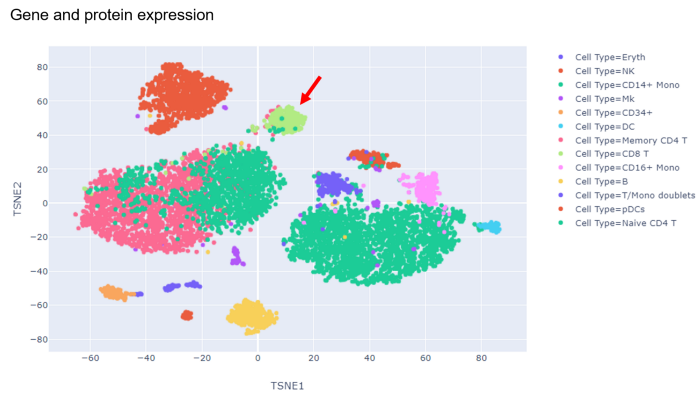 Gene and protein expression
80
60
40
20
0
−20
−40
−60
−80
TSNE2
−60
−40
−20
0
20
40
60
80
TSNE1
Cell Type=Eryth
Cell Type=NK
Cell Type=CD14+ Mono
Cell Type=Mk
Cell Type=CD34+
Cell Type=DC
Cell Type=Memory CD4 T
Cell Type=CD8 T
Cell Type=CD16+ Mono
Cell Type=B
Cell Type=T/Mono doublets
Cell Type=pDCs
Cell Type=Naive CD4 T